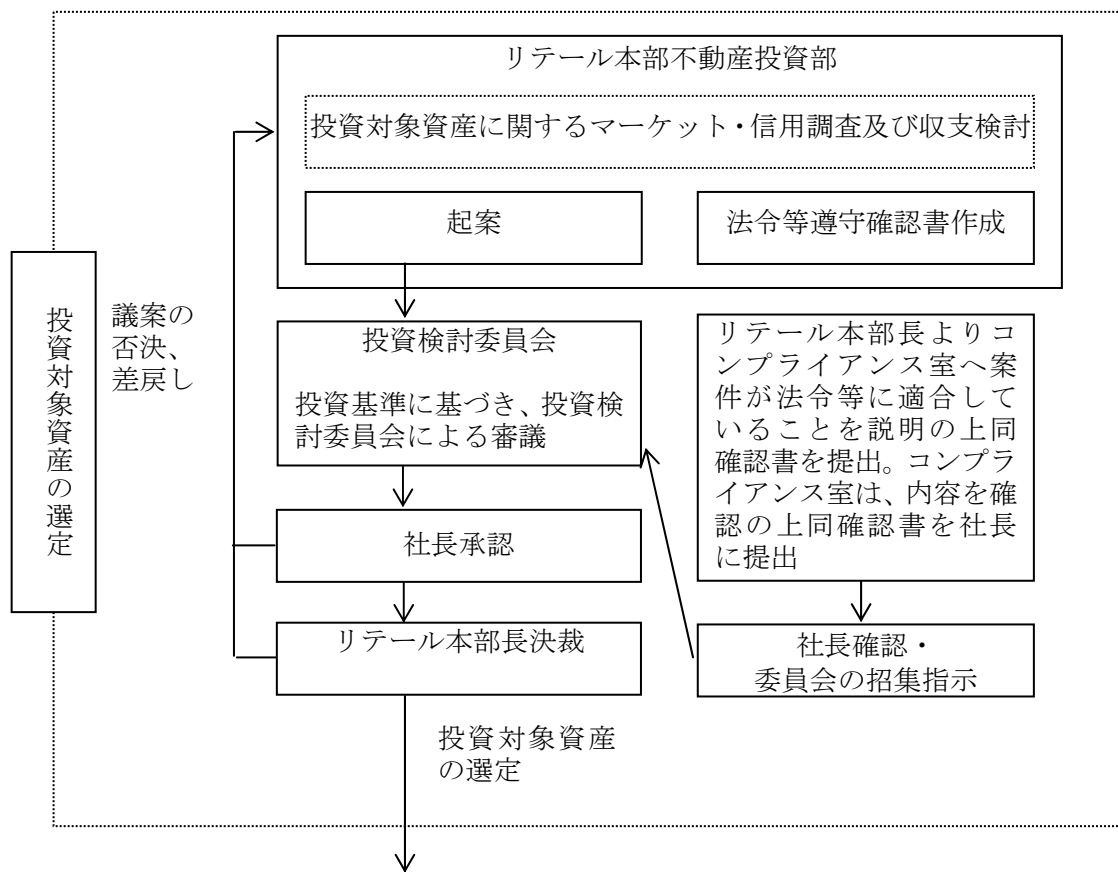 リテール本部不動産投資部
投資対象資産に関するマーケット・信用調査及び収支検討
起案
法令等遵守確認書作成
投資対象資産の選定
議案の
否決、
差戻し
投資検討委員会
投資基準に基づき、投資検
討委員会による審議
リテール本部長よりコ
ンプライアンス室へ案
件が法令等に適合して
いることを説明の上同
確認書を提出。コンプラ
イアンス室は、内容を確
認の上同確認書を社長
に提出
社長承認
リテール本部長決裁
社長確認・
委員会の招集指示
投資対象資産
の選定